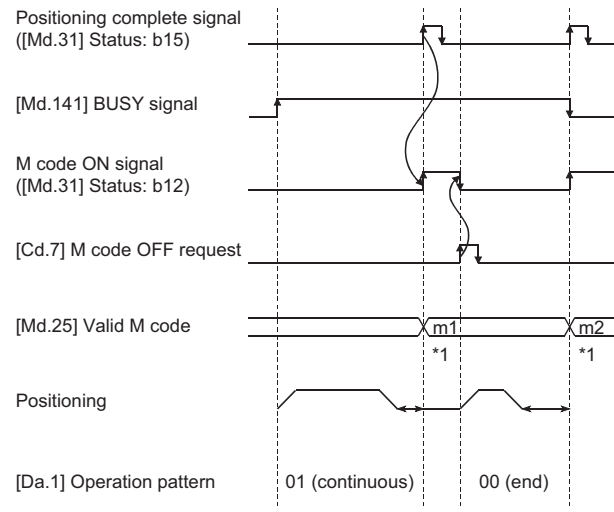 Positioning complete signal
([Md.31] Status: b15)
[Md.141] BUSY signal
M code ON signal
([Md.31] Status: b12)
[Cd.7] M code OFF request
[Md.25] Valid M code
m1
m2
*1
*1
Positioning
[Da.1] Operation pattern
01 (continuous)
00 (end)